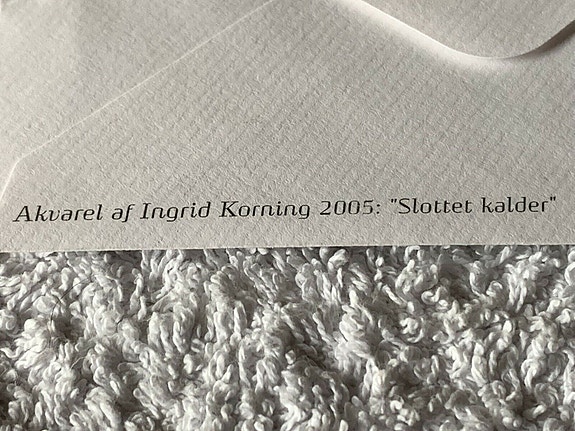 Akvarel af Ingrid Korning 2005: "Slottet kalder"